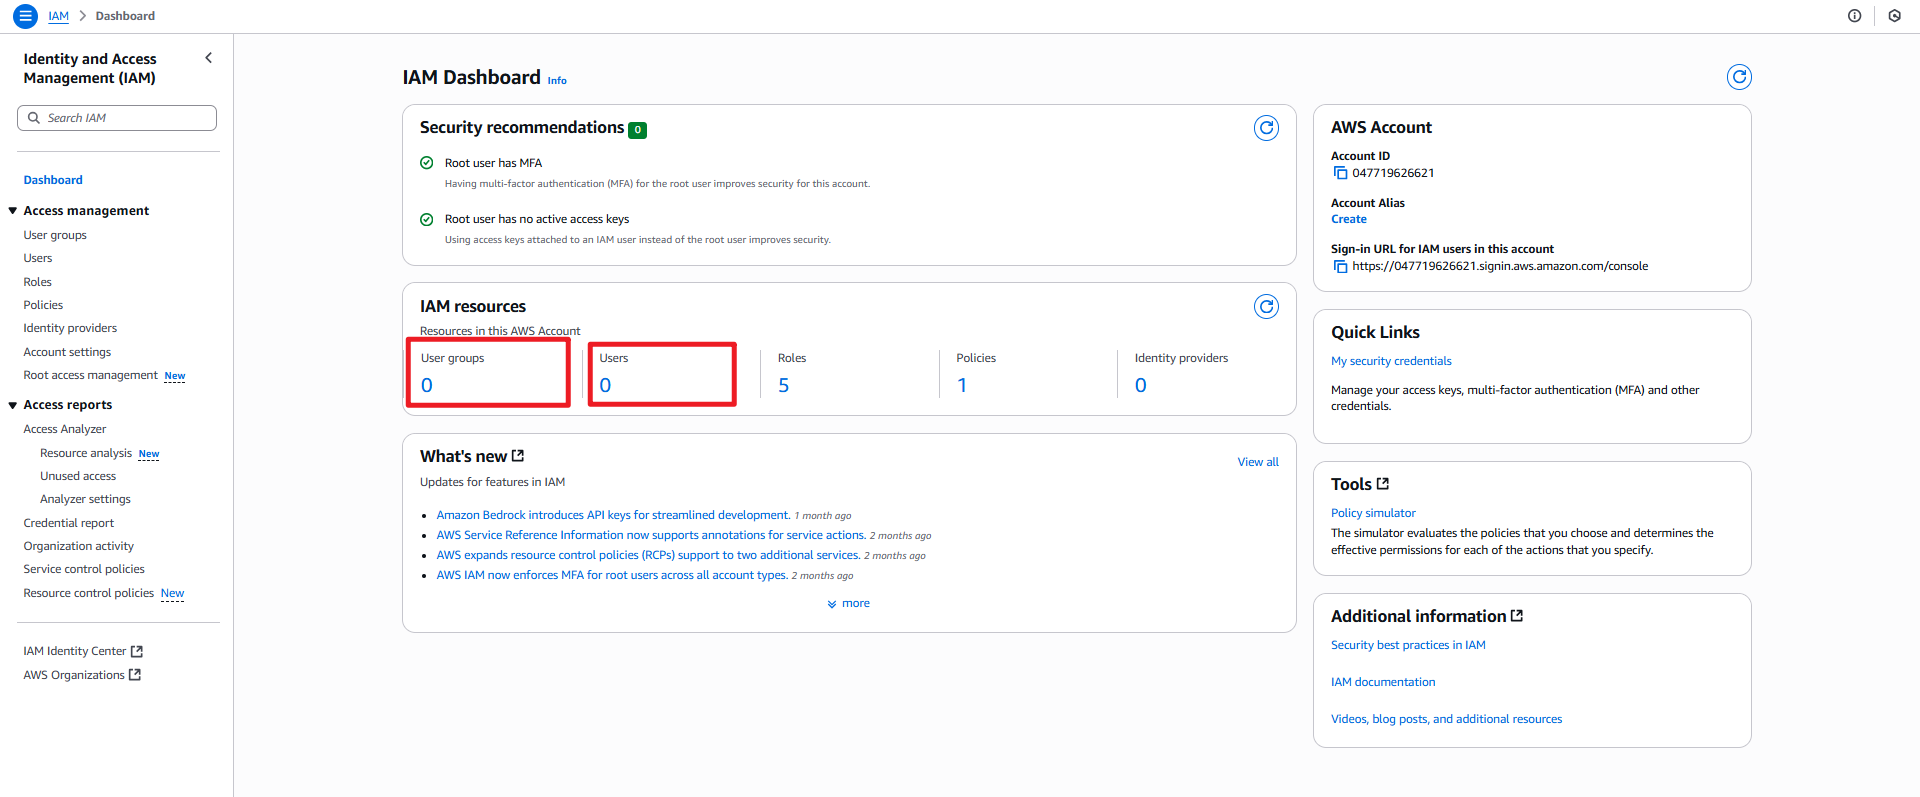 IAM > Dashboard
Identity and Access
Management (IAM)
Search IAM
Dashboard
Access management
User groups
Users
Roles
Policies
Identity providers
Account settings
Root access management New
Access reports
Access Analyzer
Resource analysis New
Unused access
Analyzer settings
Credential report
Organization activity
Service control policies
Resource control policies New
IAM Identity Center
AWS Organizations
IAM Dashboard Info
Security recommendations 0
Root user has MFA
Having multi-factor authentication (MFA) for the root user improves security for this account.
Root user has no active access keys
Using access keys attached to an IAM user instead of the root user improves security.
IAM resources
Resources in this AWS Account
User groups Users Roles Policies Identity providers
0 0 5 1 0
What's new
View all
Updates for features in IAM
Amazon Bedrock introduces API keys for streamlined development. 1 month ago
AWS Service Reference Information now supports annotations for service actions. 2 months ago
AWS expands resource control policies (RCPs) support to two additional services. 2 months ago
AWS IAM now enforces MFA for root users across all account types. 2 months ago
more
AWS Account
Account ID
047719626621
Account Alias
Create
Sign-in URL for IAM users in this account
https://047719626621.signin.aws.amazon.com/console
Quick Links
My security credentials
Manage your access keys, multi-factor authentication (MFA) and other
credentials.
Tools
Policy simulator
The simulator evaluates the policies that you choose and determines the
effective permissions for each of the actions that you specify.
Additional information
Security best practices in IAM
IAM documentation
Videos, blog posts, and additional resources